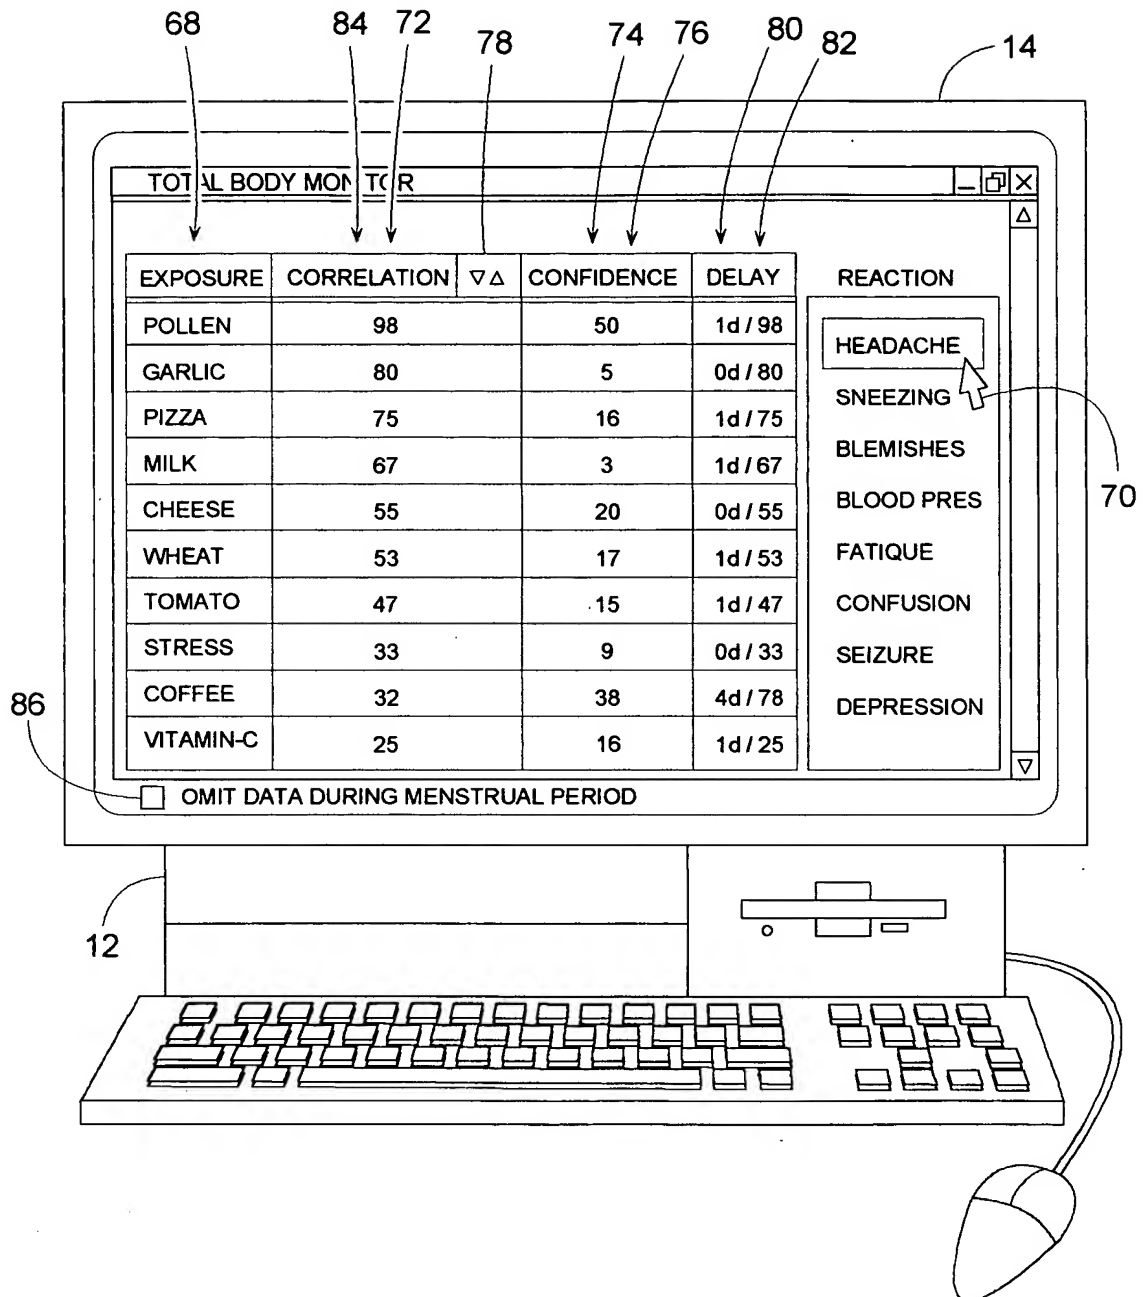 68 84 72 78 74 76 80 82 14
TOTAL BODY MONITOR
EXPOSURE CORRELATION ▽△ CONFIDENCE DELAY REACTION
POLLEN 98 50 1d / 98
GARLIC 80 5 0d / 80
PIZZA 75 16 1d / 75
MILK 67 3 1d / 67
CHEESE 55 20 0d / 55
WHEAT 53 17 1d / 53
TOMATO 47 15 1d / 47
STRESS 33 9 0d / 33
COFFEE 32 38 4d / 78
VITAMIN-C 25 16 1d / 25
HEADACHE
SNEEZING
BLEMISHES
BLOOD PRES
FATIQUE
CONFUSION
SEIZURE
DEPRESSION
70
86
OMIT DATA DURING MENSTRUAL PERIOD
12